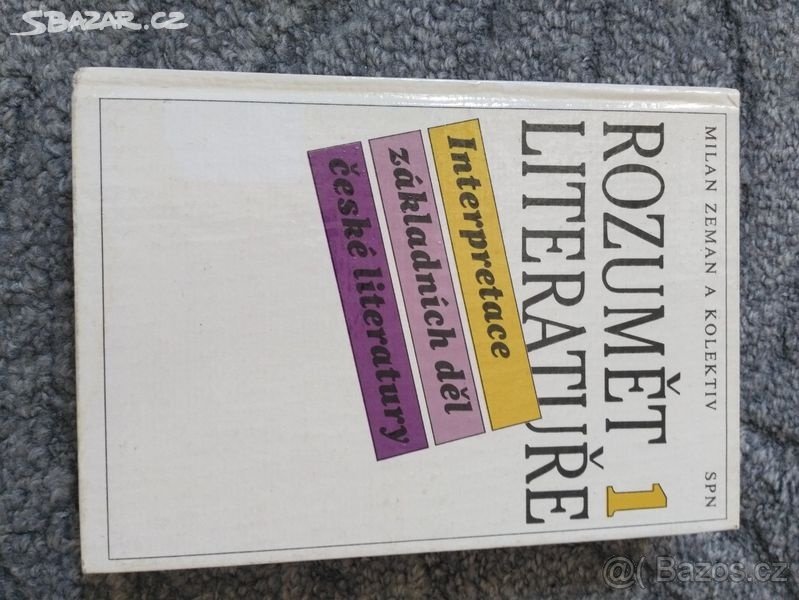 SBAZAR.CZ
MILAN ZEMAN A KOLEKTIV SPN
ROZUMĚT 1
LITERATUŘE
Interpretace
základních děl
české literatury
@( Bazos.cz